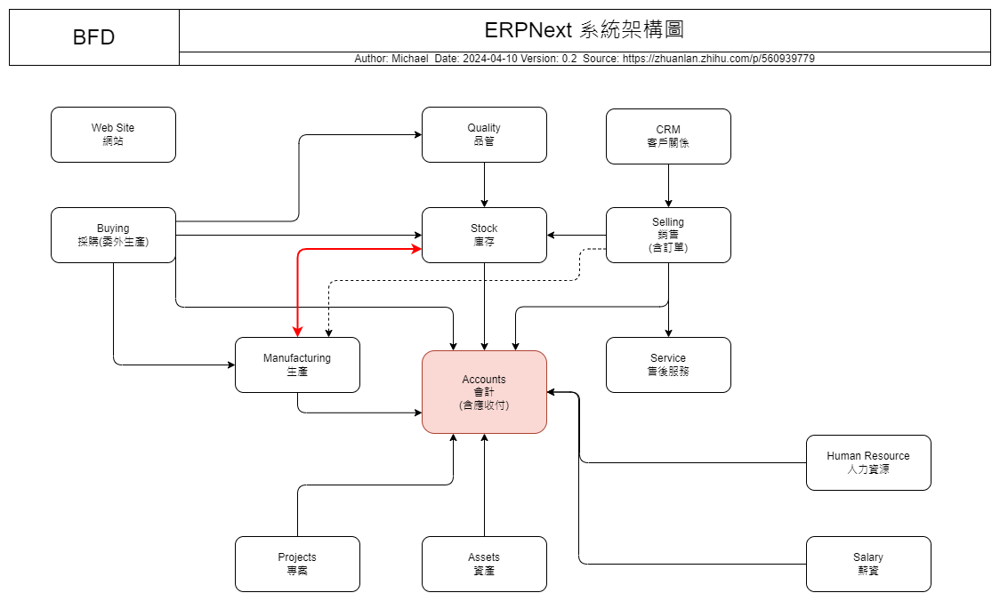 BFD
ERPNext 系統架構圖
Author: Michael  Date: 2024-04-10 Version: 0.2  Source: https://zhuanlan.zhihu.com/p/560939779
Web Site
網站
Quality
品管
CRM
客戶關係
Buying
採購(委外生產)
Stock
庫存
Selling
銷售
(含訂單)
Manufacturing
生產
Accounts
會計
(含應收付)
Service
售後服務
Human Resource
人力資源
Projects
專案
Assets
資產
Salary
薪資